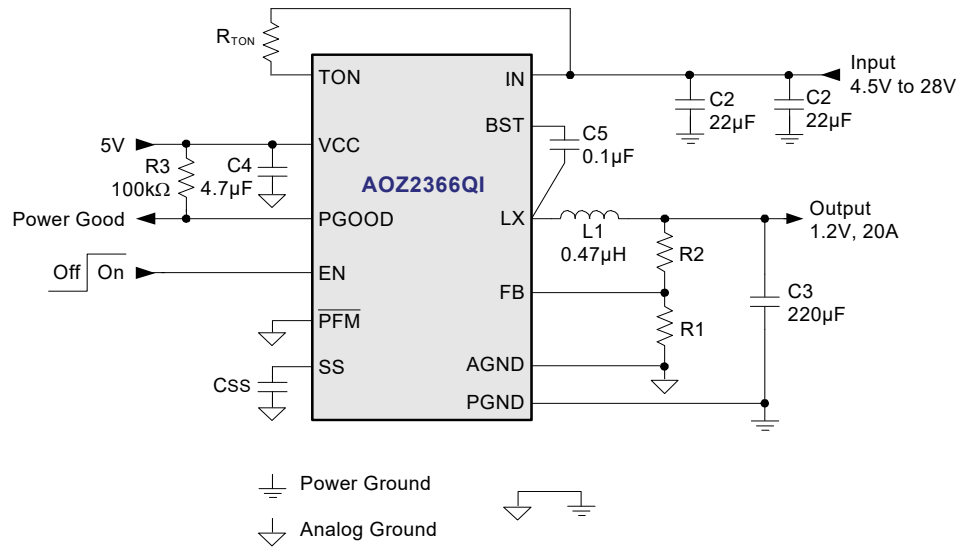 R_TON
TON
IN
Input
4.5V to 28V
C2
22µF
C2
22µF
BST
C5
0.1µF
5V
VCC
R3
100kΩ
C4
4.7µF
AOZ2366QI
Power Good
PGOOD
LX
L1
0.47µH
Output
1.2V, 20A
R2
Off
On
EN
FB
C3
220µF
R1
PFM
SS
AGND
CSS
PGND
Power Ground
Analog Ground